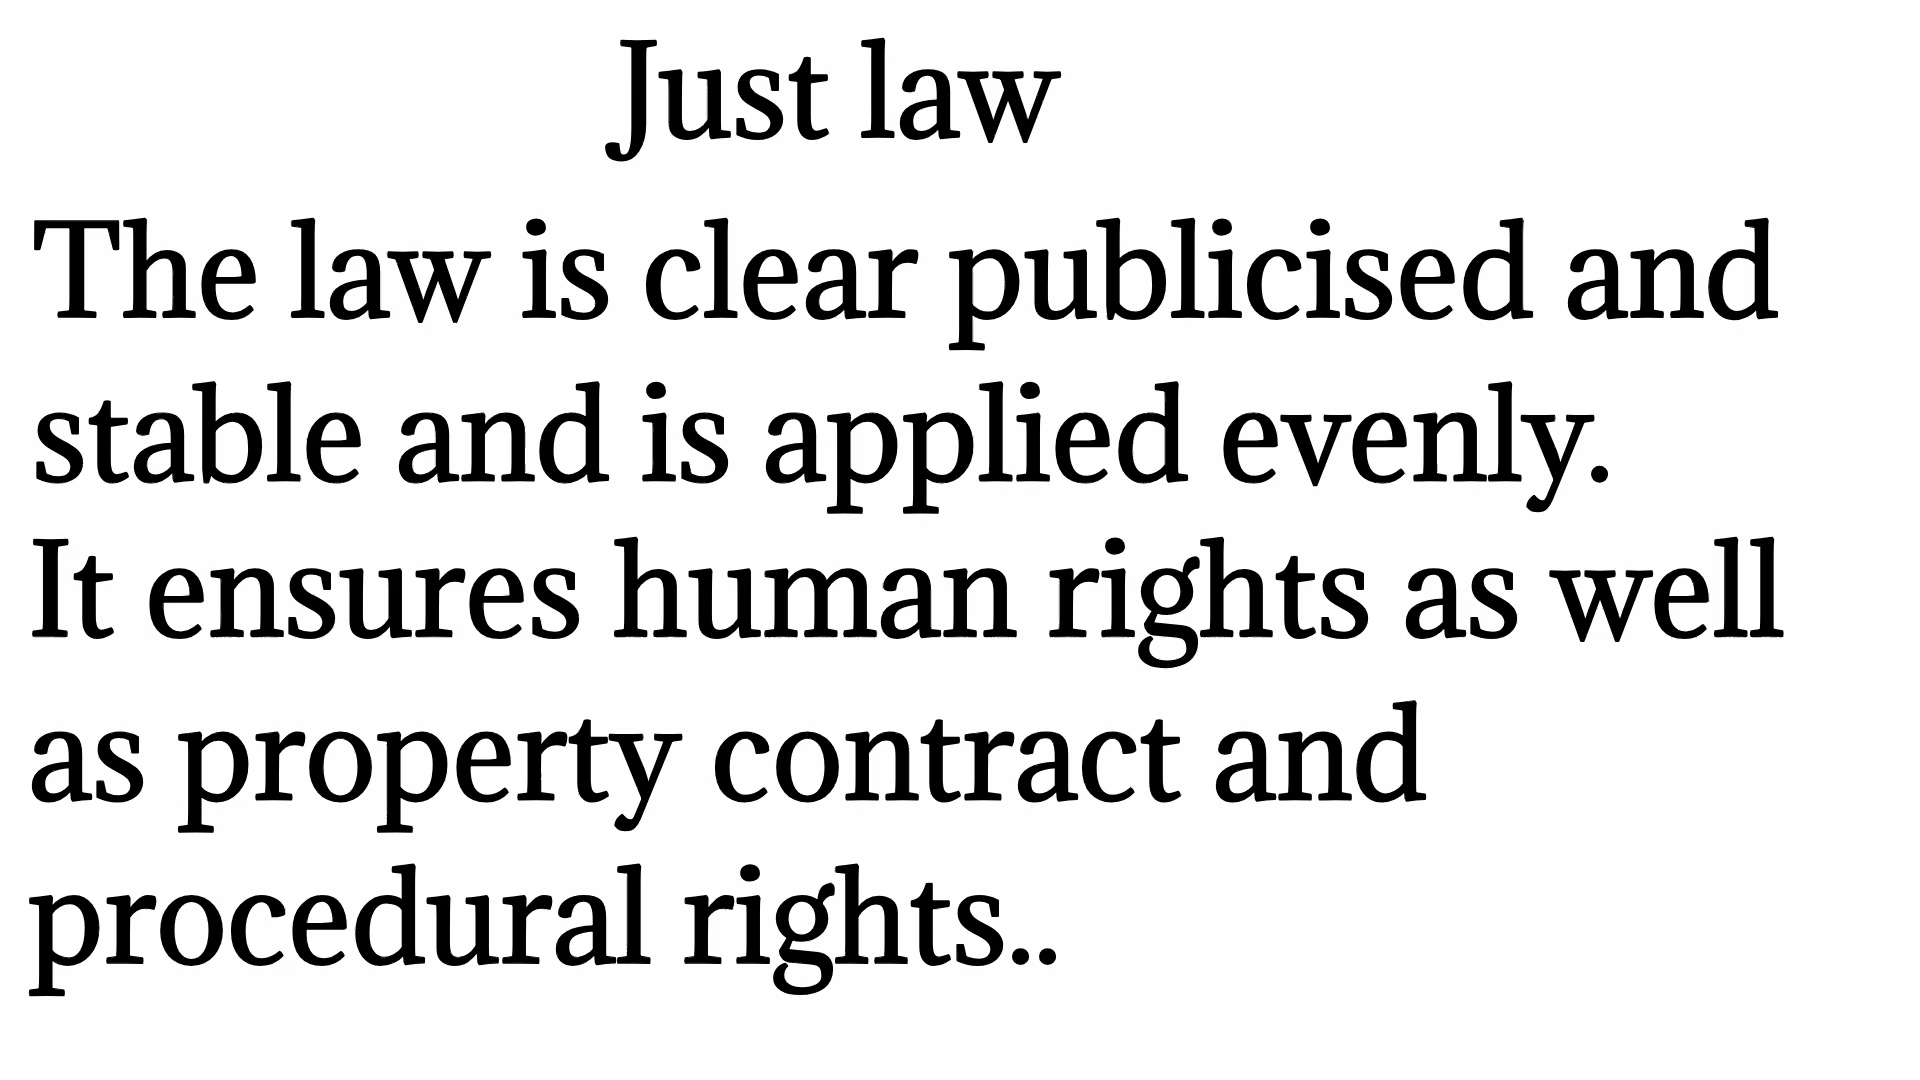 Just law
The law is clear publicised and
stable and is applied evenly.
It ensures human rights as well
as property contract and
procedural rights..